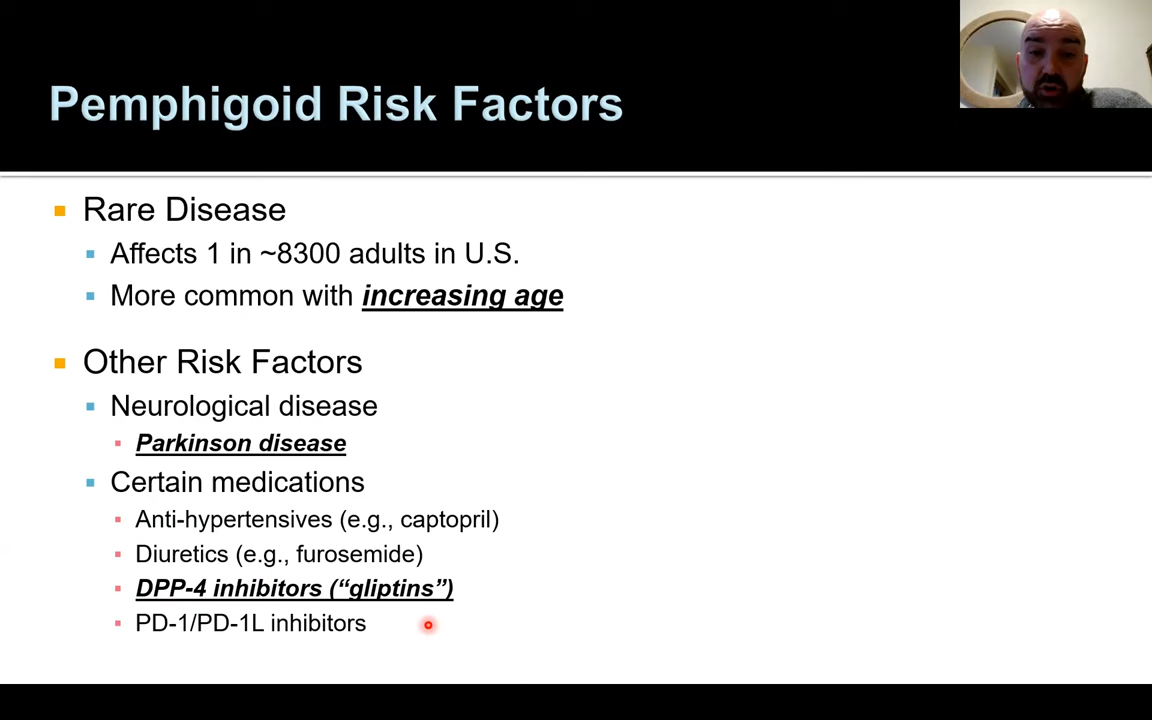 Pemphigoid Risk Factors
Rare Disease
Affects 1 in ~8300 adults in U.S.
More common with increasing age
Other Risk Factors
Neurological disease
Parkinson disease
Certain medications
Anti-hypertensives (e.g., captopril)
Diuretics (e.g., furosemide)
DPP-4 inhibitors (“gliptins”)
PD-1/PD-1L inhibitors